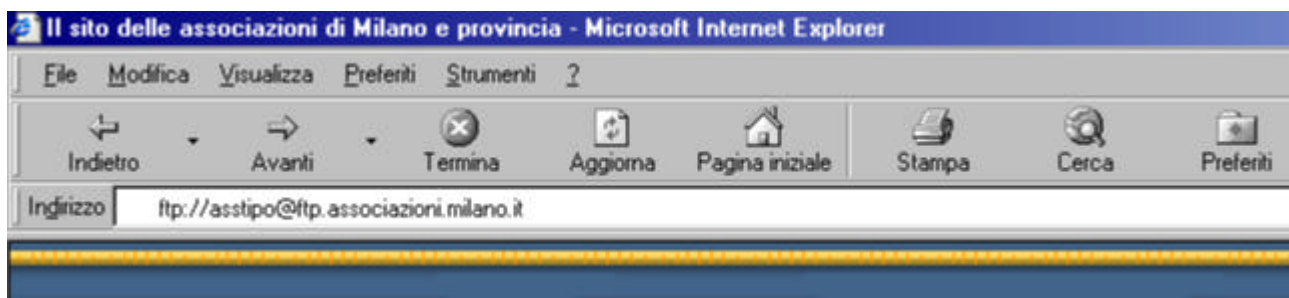 Il sito delle associazioni di Milano e provincia - Microsoft Internet Explorer
File Modifica Visualizza Preferiti Strumenti ?
Indietro Avanti Termina Aggiorna Pagina iniziale Stampa Cerca Preferiti
Indirizzo ftp://asstipo@ftp.associazioni.milano.it